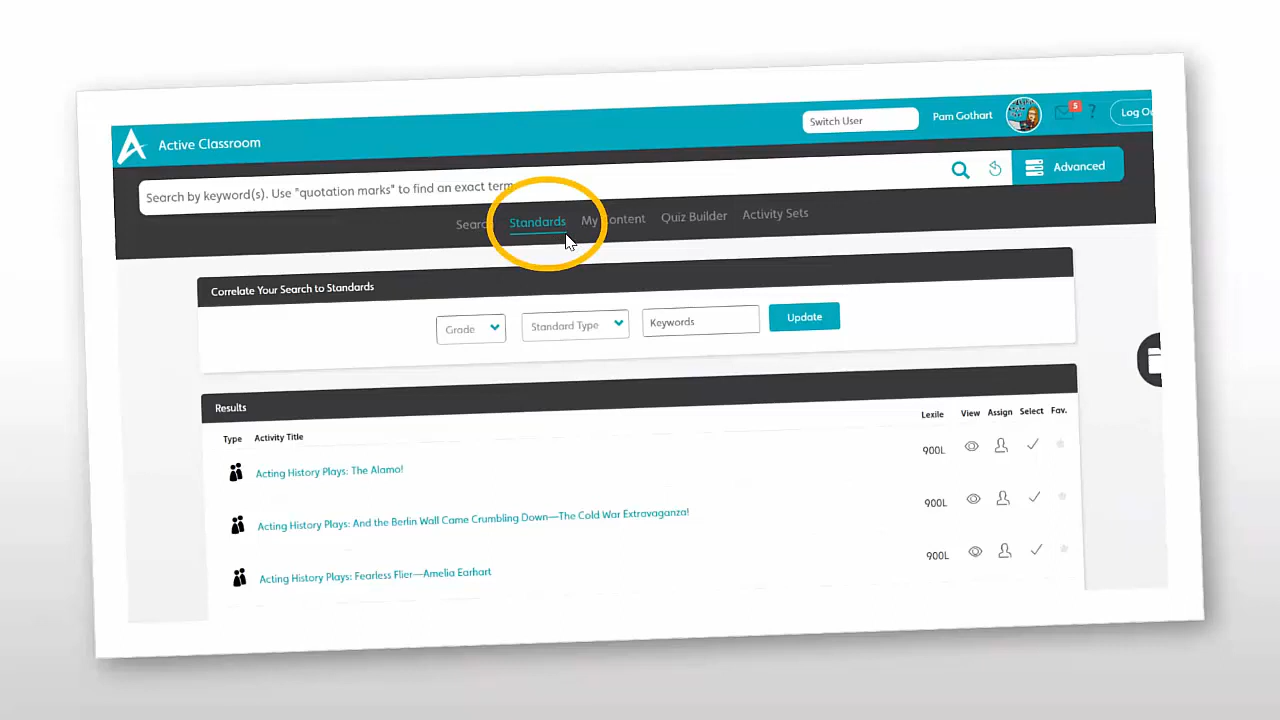 Active Classroom
Switch User
Pam Gothart
5
?
Search by keyword(s). Use "quotation marks" to find an exact term
Advanced
Standards
My Content
Quiz Builder
Activity Sets
Correlate Your Search to Standards
Grade
Standard Type
Keywords
Update
Results
Type Activity Title Lexile View Assign Select Fav.
Acting History Plays: The Alamo! 900L
Acting History Plays: And the Berlin Wall Came Crumbling Down—The Cold War Extravaganza! 900L
Acting History Plays: Fearless Flier—Amelia Earhart 900L